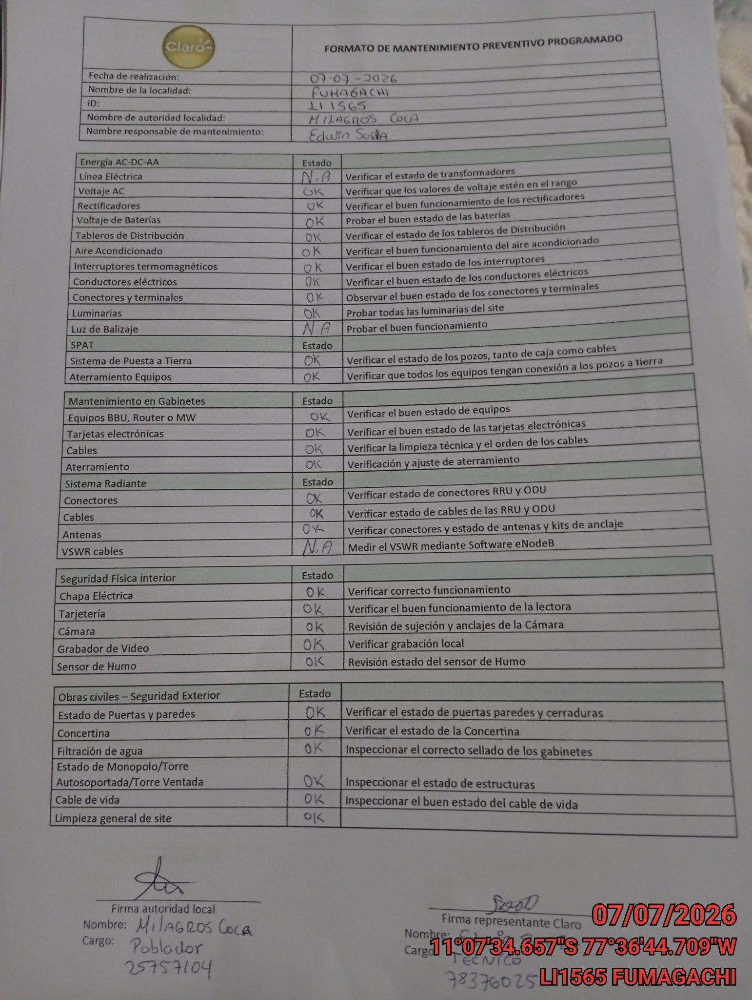 Claro
FORMATO DE MANTENIMIENTO PREVENTIVO PROGRAMADO
Fecha de realización: 07-07-2026
Nombre de la localidad: FUMAGACHI
ID: LI1565
Nombre de autoridad localidad: MILAGROS COCA
Nombre responsable de mantenimiento: Edwin SORIA
Energía AC-DC-AA Estado
Línea Eléctrica N.A Verificar el estado de transformadores
Voltaje AC OK Verificar que los valores de voltaje estén en el rango
Rectificadores OK Verificar el buen funcionamiento de los rectificadores
Voltaje de Baterías OK Probar el buen estado de las baterías
Tableros de Distribución OK Verificar el estado de los tableros de Distribución
Aire Acondicionado OK Verificar el buen funcionamiento del aire acondicionado
Interruptores termomagnéticos OK Verificar el buen estado de los interruptores
Conductores eléctricos OK Verificar el buen estado de los conductores eléctricos
Conectores y terminales OK Observar el buen estado de los conectores y terminales
Luminarias OK Probar todas las luminarias del site
Luz de Balizaje N.A Probar el buen funcionamiento
SPAT Estado
Sistema de Puesta a Tierra OK Verificar el estado de los pozos, tanto de caja como cables
Aterramiento Equipos OK Verificar que todos los equipos tengan conexión a los pozos a tierra
Mantenimiento en Gabinetes Estado
Equipos BBU, Router o MW OK Verificar el buen estado de equipos
Tarjetas electrónicas OK Verificar el buen estado de las tarjetas electrónicas
Cables OK Verificar la limpieza técnica y el orden de los cables
Aterramiento OK Verificación y ajuste de aterramiento
Sistema Radiante Estado
Conectores OK Verificar estado de conectores RRU y ODU
Cables OK Verificar estado de cables de las RRU y ODU
Antenas OK Verificar conectores y estado de antenas y kits de anclaje
VSWR cables N.A Medir el VSWR mediante Software eNodeB
Seguridad Física interior Estado
Chapa Eléctrica OK Verificar correcto funcionamiento
Tarjetería OK Verificar el buen funcionamiento de la lectora
Cámara OK Revisión de sujeción y anclajes de la Cámara
Grabador de Video OK Verificar grabación local
Sensor de Humo OK Revisión estado del sensor de Humo
Obras civiles – Seguridad Exterior Estado
Estado de Puertas y paredes OK Verificar el estado de puertas paredes y cerraduras
Concertina OK Verificar el estado de la Concertina
Filtración de agua OK Inspeccionar el correcto sellado de los gabinetes
Estado de Monopolo/Torre
Autosoportada/Torre Ventada OK Inspeccionar el estado de estructuras
Cable de vida OK Inspeccionar el buen estado del cable de vida
Limpieza general de site OK
Firma autoridad local
Nombre: MILAGROS COCA
Cargo: Poblador
25757104
Firma representante Claro
Nombre:
Cargo TECNICO
78376025
07/07/2026
11°07'34.657"S 77°36'44.709"W
LI1565 FUMAGACHI